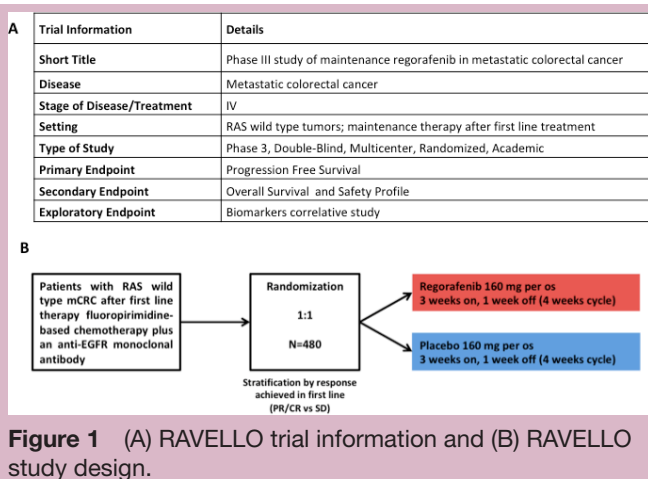 A
Trial Information Details
Short Title Phase III study of maintenance regorafenib in metastatic colorectal cancer
Disease Metastatic colorectal cancer
Stage of Disease/Treatment IV
Setting RAS wild type tumors; maintenance therapy after first line treatment
Type of Study Phase 3, Double-Blind, Multicenter, Randomized, Academic
Primary Endpoint Progression Free Survival
Secondary Endpoint Overall Survival and Safety Profile
Exploratory Endpoint Biomarkers correlative study
B
Patients with RAS wild
type mCRC after first line
therapy fluoropirimidine-
based chemotherapy plus
an anti-EGFR monoclonal
antibody
Randomization
1:1
N=480
Stratification by response
achieved in first line
(PR/CR vs SD)
Regorafenib 160 mg per os
3 weeks on, 1 week off (4 weeks cycle)
Placebo 160 mg per os
3 weeks on, 1 week off (4 weeks cycle)
Figure 1 (A) RAVELLO trial information and (B) RAVELLO
study design.